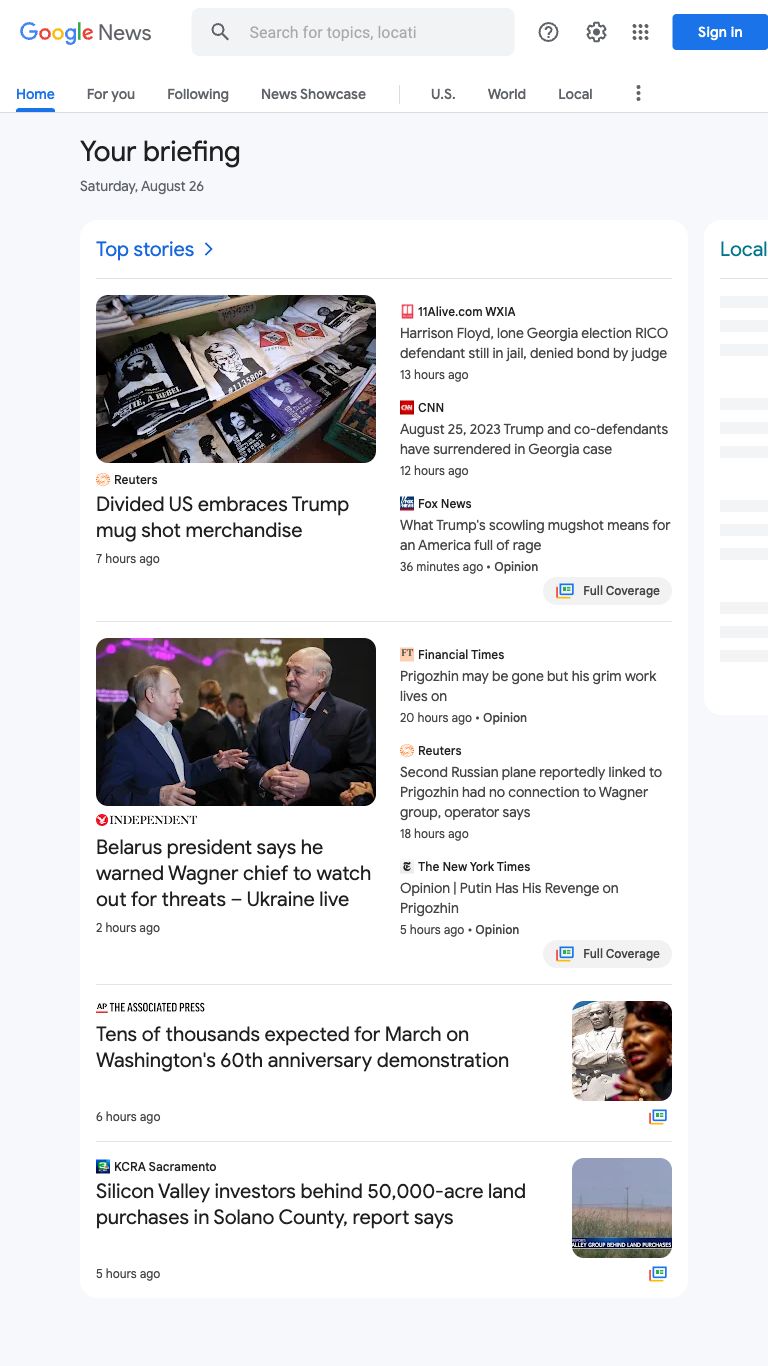 Google News
Search for topics, locati
Sign in
Home
For you
Following
News Showcase
U.S.
World
Local
Your briefing
Saturday, August 26
Top stories
Local
#1135809
Reuters
Divided US embraces Trump
mug shot merchandise
7 hours ago
11Alive.com WXIA
Harrison Floyd, lone Georgia election RICO
defendant still in jail, denied bond by judge
13 hours ago
CNN
CNN
August 25, 2023 Trump and co-defendants
have surrendered in Georgia case
12 hours ago
Fox News
What Trump's scowling mugshot means for
an America full of rage
36 minutes ago • Opinion
Full Coverage
INDEPENDENT
Belarus president says he
warned Wagner chief to watch
out for threats – Ukraine live
2 hours ago
FT
Financial Times
Prigozhin may be gone but his grim work
lives on
20 hours ago • Opinion
Reuters
Second Russian plane reportedly linked to
Prigozhin had no connection to Wagner
group, operator says
18 hours ago
The New York Times
Opinion | Putin Has His Revenge on
Prigozhin
5 hours ago • Opinion
Full Coverage
AP THE ASSOCIATED PRESS
Tens of thousands expected for March on
Washington's 60th anniversary demonstration
6 hours ago
KCRA Sacramento
Silicon Valley investors behind 50,000-acre land
purchases in Solano County, report says
ALLEY GROUP BEHIND LAND PURCHASES
5 hours ago